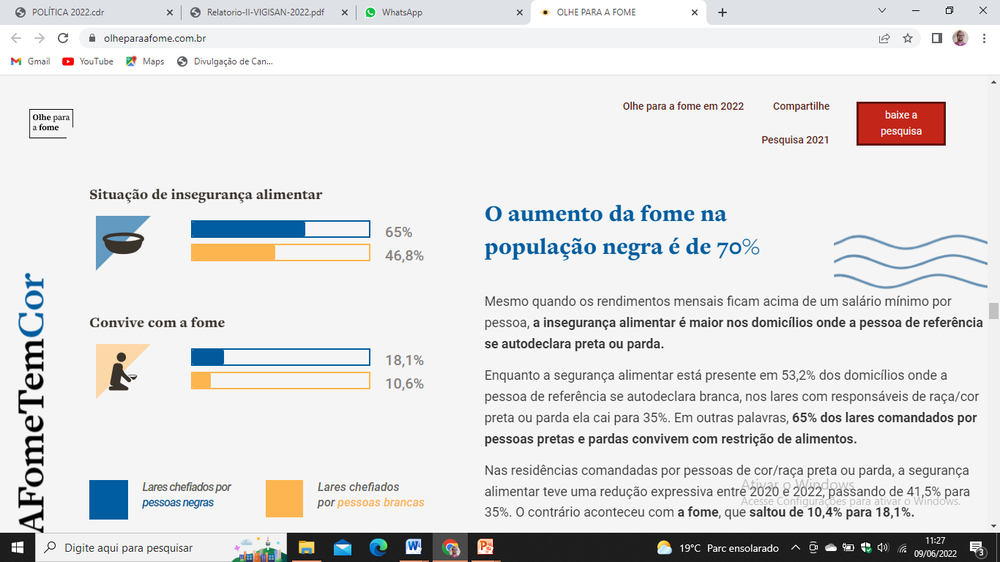 POLÍTICA 2022.cdr
Relatorio-II-VIGISAN-2022.pdf
WhatsApp
OLHE PARA A FOME
olheparaafome.com.br
Gmail
YouTube
Maps
Divulgação de Can...
Olhe para
a fome
Olhe para a fome em 2022
Compartilhe
Pesquisa 2021
baixe a
pesquisa
AFomeTemCor
Situação de insegurança alimentar
65%
46,8%
Convive com a fome
18,1%
10,6%
Lares chefiados por
pessoas negras
Lares chefiados
por pessoas brancas
O aumento da fome na
população negra é de 70%
Mesmo quando os rendimentos mensais ficam acima de um salário mínimo por
pessoa, a insegurança alimentar é maior nos domicílios onde a pessoa de referência
se autodeclara preta ou parda.
Enquanto a segurança alimentar está presente em 53,2% dos domicílios onde a
pessoa de referência se autodeclara branca, nos lares com responsáveis de raça/cor
preta ou parda ela cai para 35%. Em outras palavras, 65% dos lares comandados por
pessoas pretas e pardas convivem com restrição de alimentos.
Nas residências comandadas por pessoas de cor/raça preta ou parda, a segurança
alimentar teve uma redução expressiva entre 2020 e 2022, passando de 41,5% para
35%. O contrário aconteceu com a fome, que saltou de 10,4% para 18,1%.
Ativar o Windows
Acesse Configurações para ativar o Windows.
Digite aqui para pesquisar
19°C Parc ensolarado
11:27
09/06/2022
3